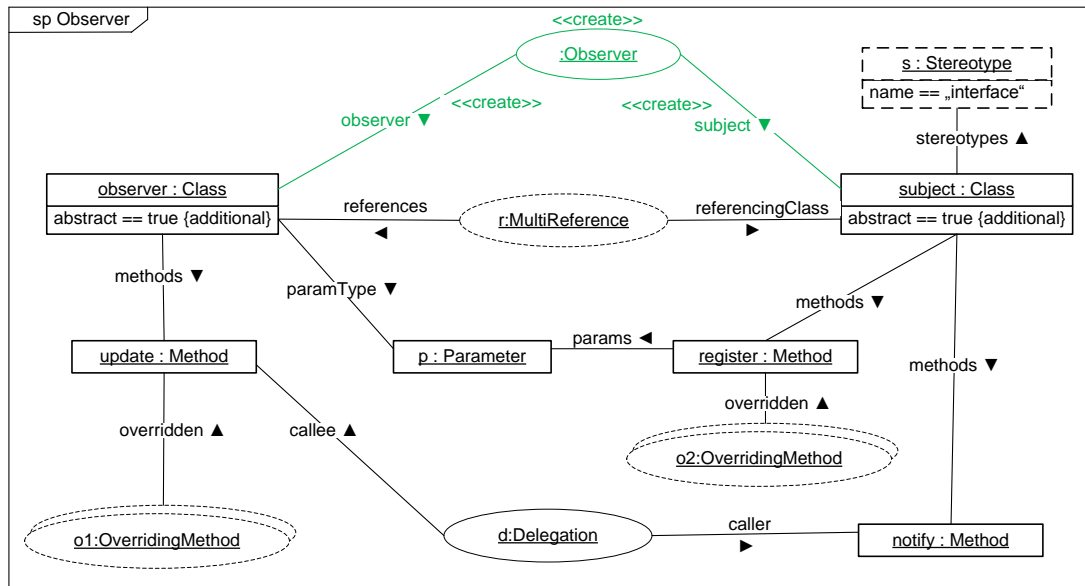 sp Observer
<<create>>
:Observer
s : Stereotype
name == „interface“
<<create>>
<<create>>
observer ▼
subject ▼
stereotypes ▲
observer : Class
abstract == true {additional}
subject : Class
abstract == true {additional}
references
◄
r:MultiReference
referencingClass
►
methods ▼
paramType ▼
methods ▼
update : Method
p : Parameter
params ◄
register : Method
methods ▼
overridden ▲
callee ▲
overridden ▲
o2:OverridingMethod
o1:OverridingMethod
d:Delegation
caller
►
notify : Method